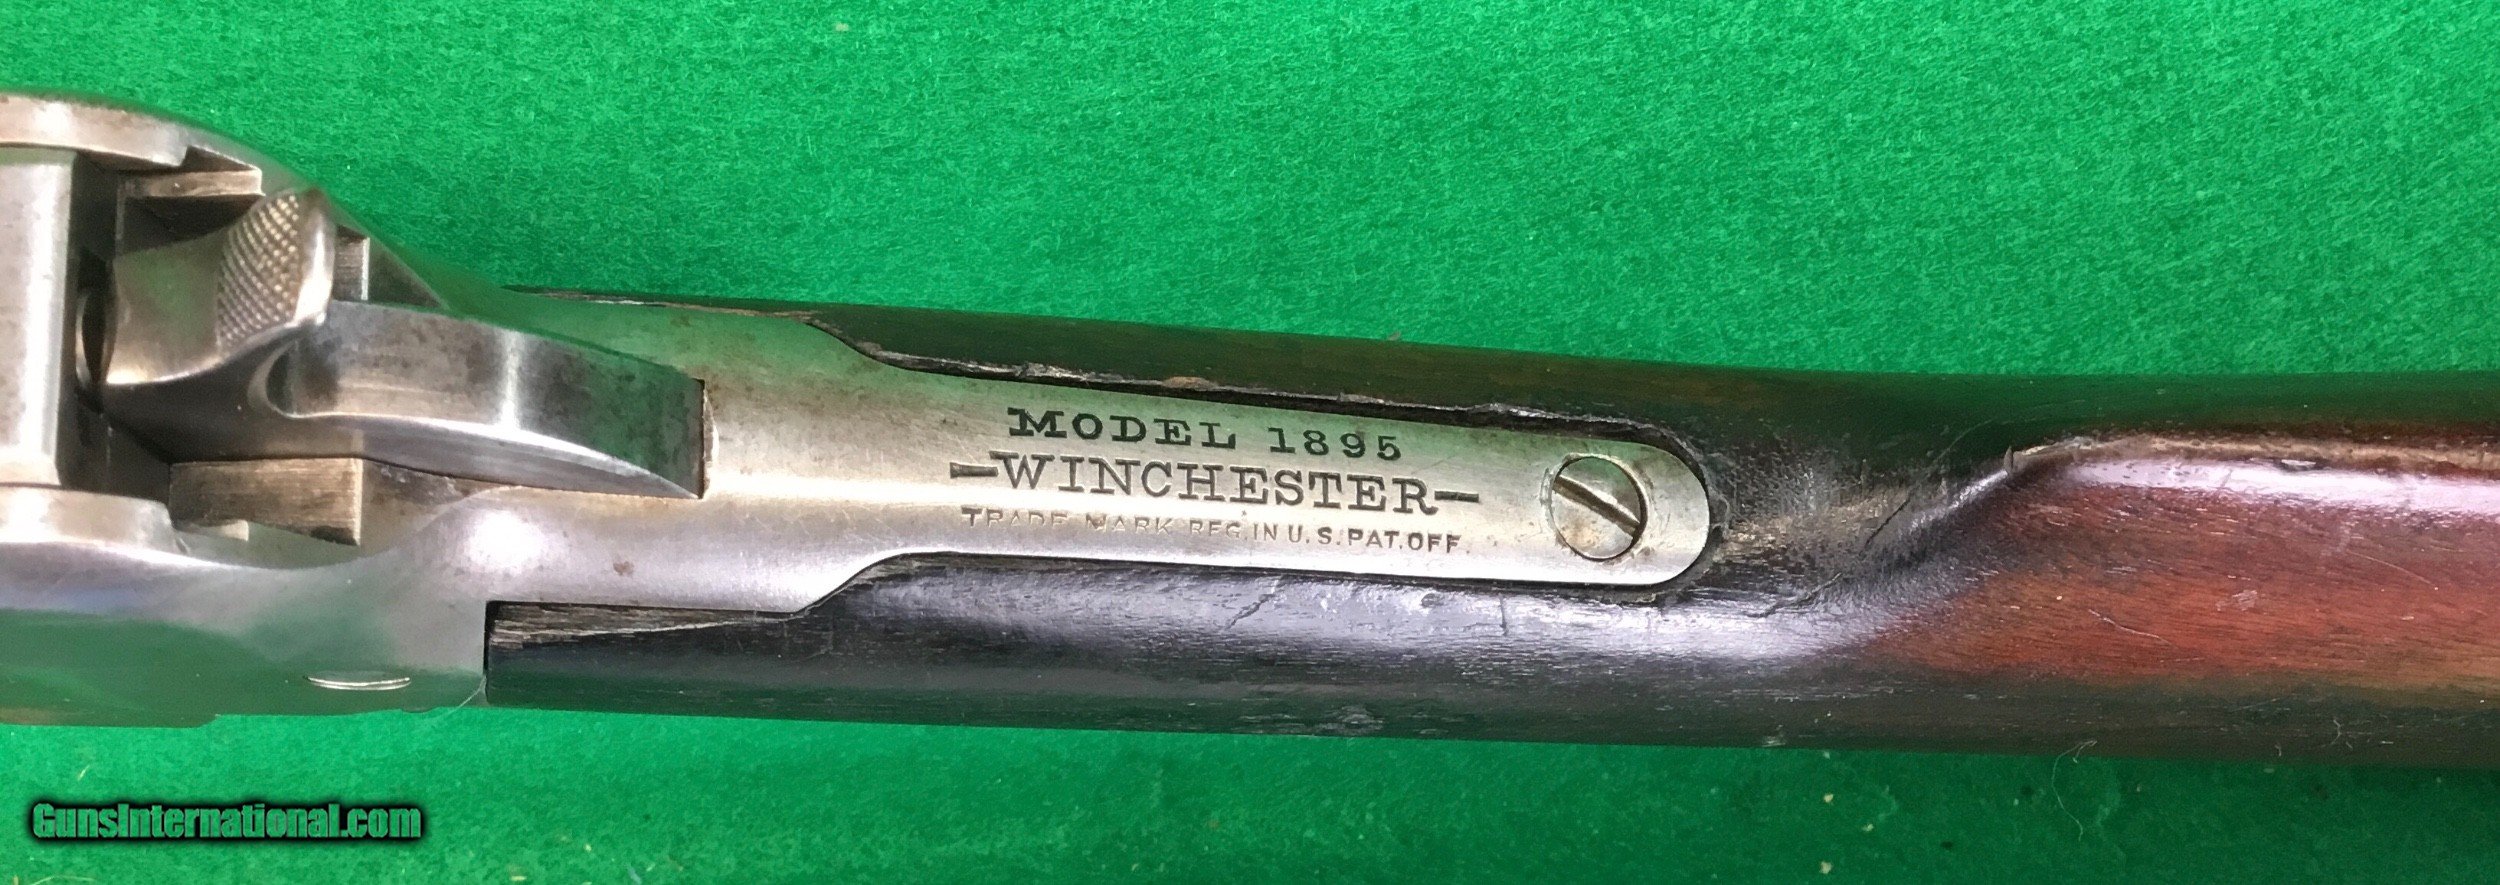 MODEL 1895
—WINCHESTER—
TRADE MARK REG. IN U.S. PAT. OFF.
GunsInternational.com